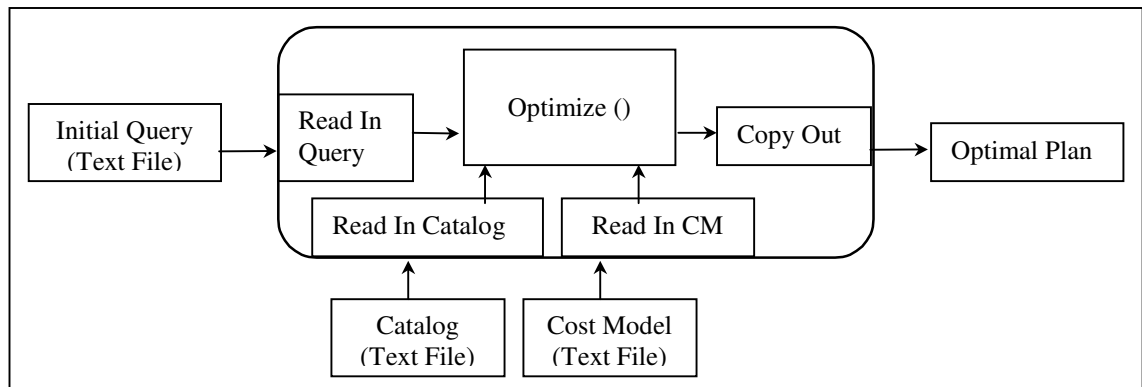 Initial Query
(Text File)
Read In
Query
Optimize ()
Copy Out
Optimal Plan
Read In Catalog
Read In CM
Catalog
(Text File)
Cost Model
(Text File)